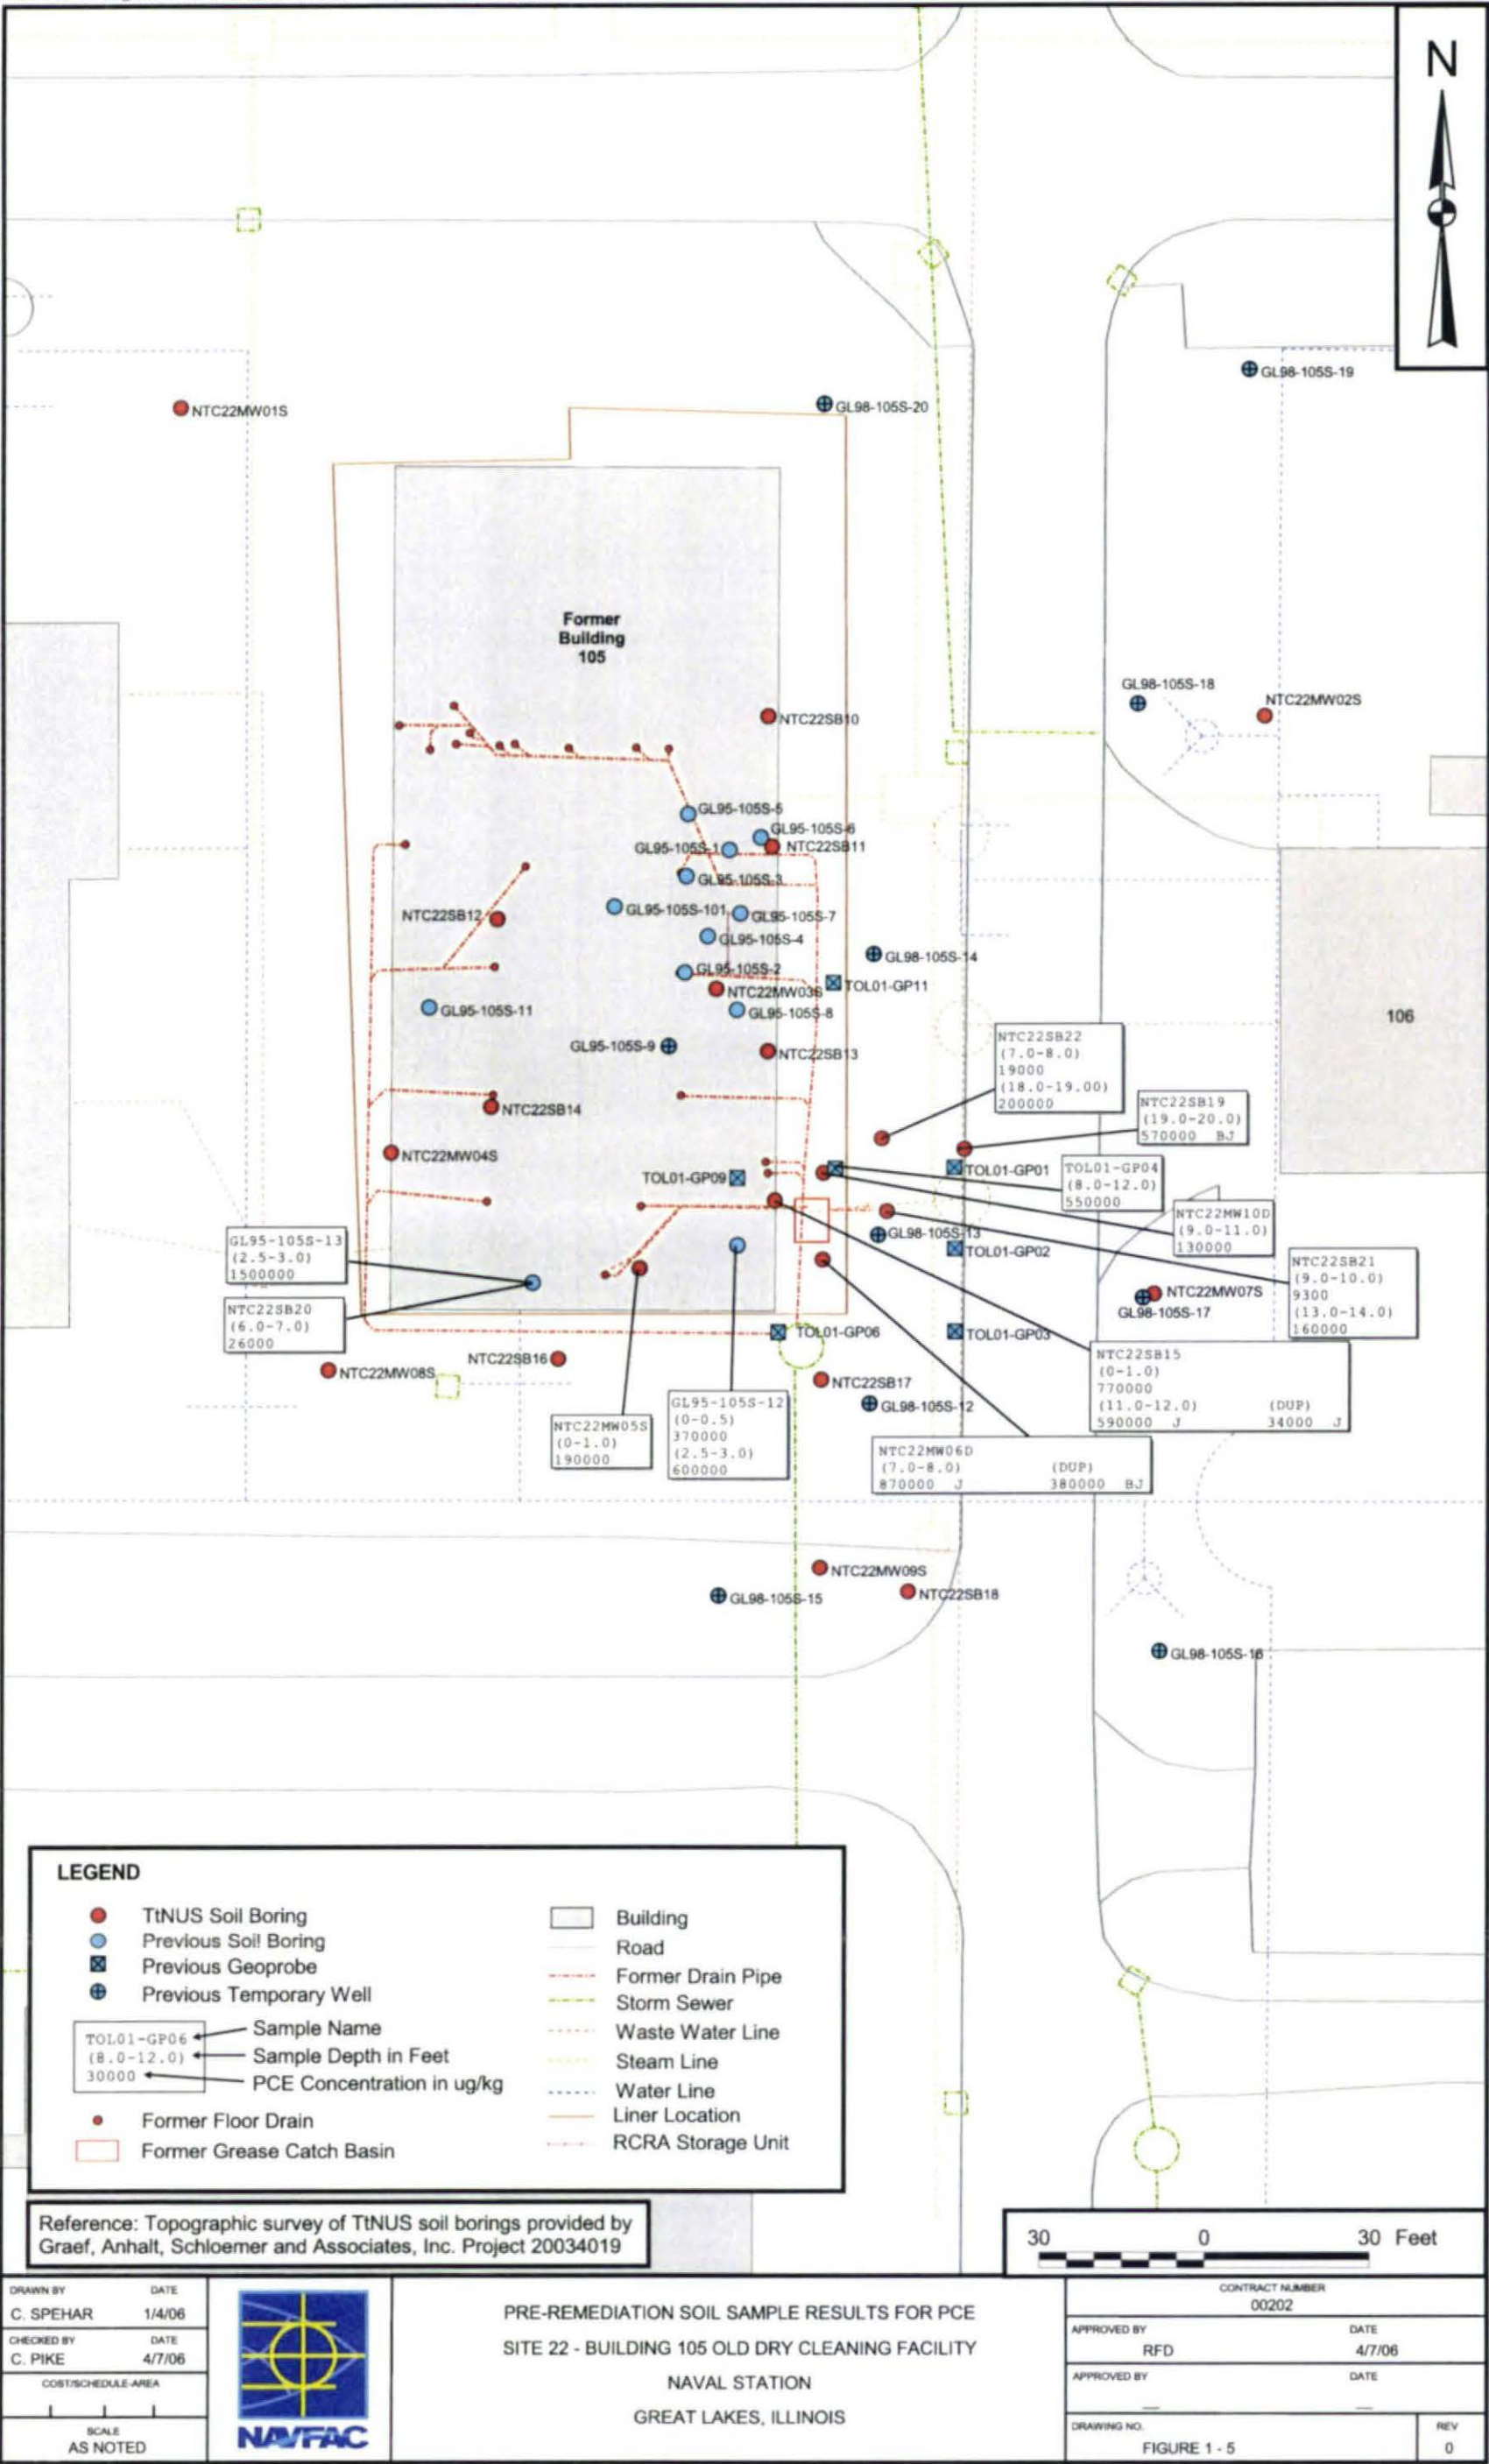 N
GL98-105S-19
NTC22MW01S
GL98-105S-20
Former
Building
105
GL98-105S-18
NTC22MW02S
NTC22SB10
GL95-105S-5
GL95-105S-6
GL95-105S-1
NTC22SB11
GL95-105S-3
GL95-105S-101
GL95-105S-7
NTC22SB12
GL95-105S-4
GL98-105S-14
GL95-105S-2
TOL01-GP11
NTC22MW03S
GL95-105S-11
GL95-105S-8
106
GL95-105S-9
NTC22SB13
NTC22SB22
(7.0-8.0)
19000
(18.0-19.00)
200000
NTC22SB14
NTC22SB19
(19.0-20.0)
570000 BJ
NTC22MW04S
TOL01-GP09
TOL01-GP01
TOL01-GP04
(8.0-12.0)
550000
NTC22MW10D
(9.0-11.0)
130000
GL95-105S-13
(2.5-3.0)
1500000
GL98-105S-13
TOL01-GP02
NTC22SB21
(9.0-10.0)
9300
(13.0-14.0)
160000
NTC22MW07S
GL98-105S-17
NTC22SB20
(6.0-7.0)
26000
TOL01-GP06
TOL01-GP03
NTC22SB15
(0-1.0)
770000
(11.0-12.0) (DUP)
590000 J 34000 J
NTC22SB16
NTC22MW08S
NTC22SB17
GL98-105S-12
NTC22MW05S
(0-1.0)
190000
GL95-105S-12
(0-0.5)
370000
(2.5-3.0)
600000
NTC22MW06D
(7.0-8.0) (DUP)
870000 J 380000 BJ
NTC22MW09S
GL98-105S-15
NTC22SB18
GL98-105S-16
LEGEND
TtNUS Soil Boring
Previous Soil Boring
Previous Geoprobe
Previous Temporary Well
TOL01-GP06
(8.0-12.0)
30000
Sample Name
Sample Depth in Feet
PCE Concentration in ug/kg
Former Floor Drain
Former Grease Catch Basin
Building
Road
Former Drain Pipe
Storm Sewer
Waste Water Line
Steam Line
Water Line
Liner Location
RCRA Storage Unit
Reference: Topographic survey of TtNUS soil borings provided by
Graef, Anhalt, Schloemer and Associates, Inc. Project 20034019
30 0 30 Feet
DRAWN BY DATE
C. SPEHAR 1/4/06
CHECKED BY DATE
C. PIKE 4/7/06
COST/SCHEDULE-AREA
SCALE
AS NOTED
NAVFAC
PRE-REMEDIATION SOIL SAMPLE RESULTS FOR PCE
SITE 22 - BUILDING 105 OLD DRY CLEANING FACILITY
NAVAL STATION
GREAT LAKES, ILLINOIS
CONTRACT NUMBER
00202
APPROVED BY DATE
RFD 4/7/06
APPROVED BY DATE
— —
DRAWING NO. REV
FIGURE 1 - 5 0